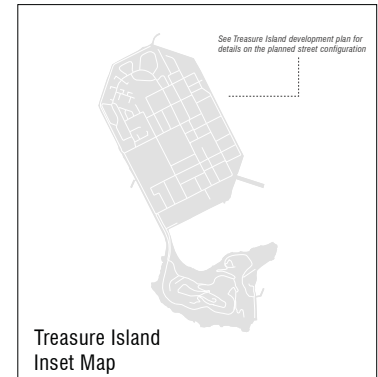 See Treasure Island development plan for
details on the planned street configuration
Treasure Island
Inset Map